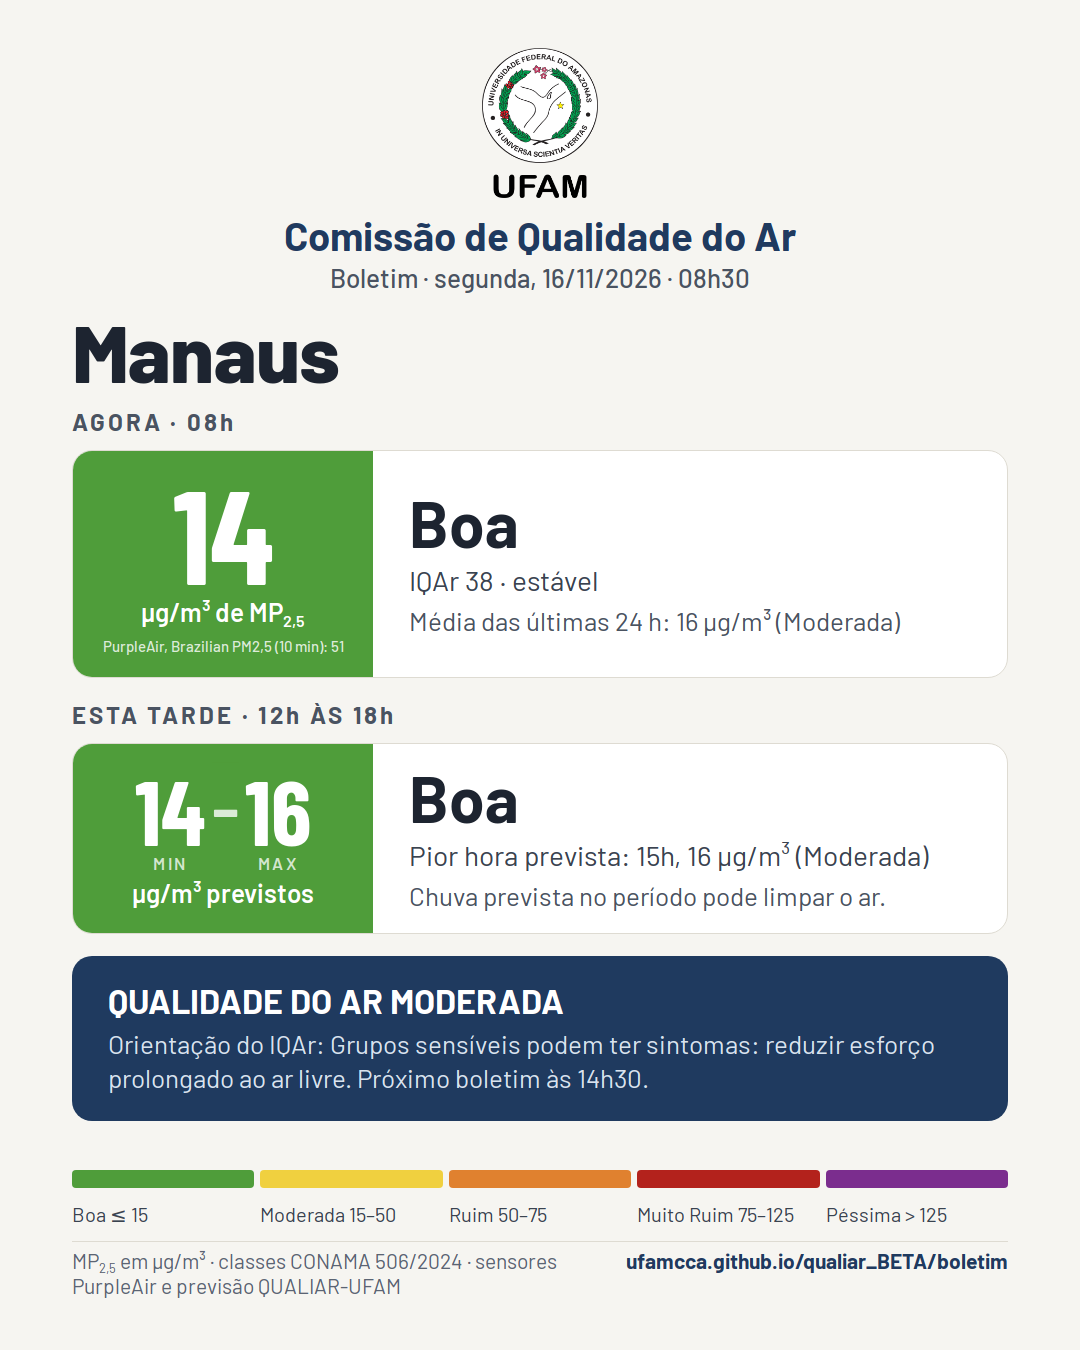 UNIVERSIDADE FEDERAL DO AMAZONAS
IN UNIVERSA SCIENTIA VERITAS
UFAM
Comissão de Qualidade do Ar
Boletim · segunda, 16/11/2026 · 08h30
Manaus
AGORA · 08h
14
µg/m³ de MP2,5
PurpleAir, Brazilian PM2,5 (10 min): 51
Boa
IQAr 38 · estável
Média das últimas 24 h: 16 µg/m³ (Moderada)
ESTA TARDE · 12h ÀS 18h
14 - 16
MIN MAX
µg/m³ previstos
Boa
Pior hora prevista: 15h, 16 µg/m³ (Moderada)
Chuva prevista no período pode limpar o ar.
QUALIDADE DO AR MODERADA
Orientação do IQAr: Grupos sensíveis podem ter sintomas: reduzir esforço
prolongado ao ar livre. Próximo boletim às 14h30.
Boa ≤ 15 Moderada 15–50 Ruim 50–75 Muito Ruim 75–125 Péssima > 125
MP2,5 em µg/m³ · classes CONAMA 506/2024 · sensores
PurpleAir e previsão QUALIAR-UFAM
ufamcca.github.io/qualiar_BETA/boletim